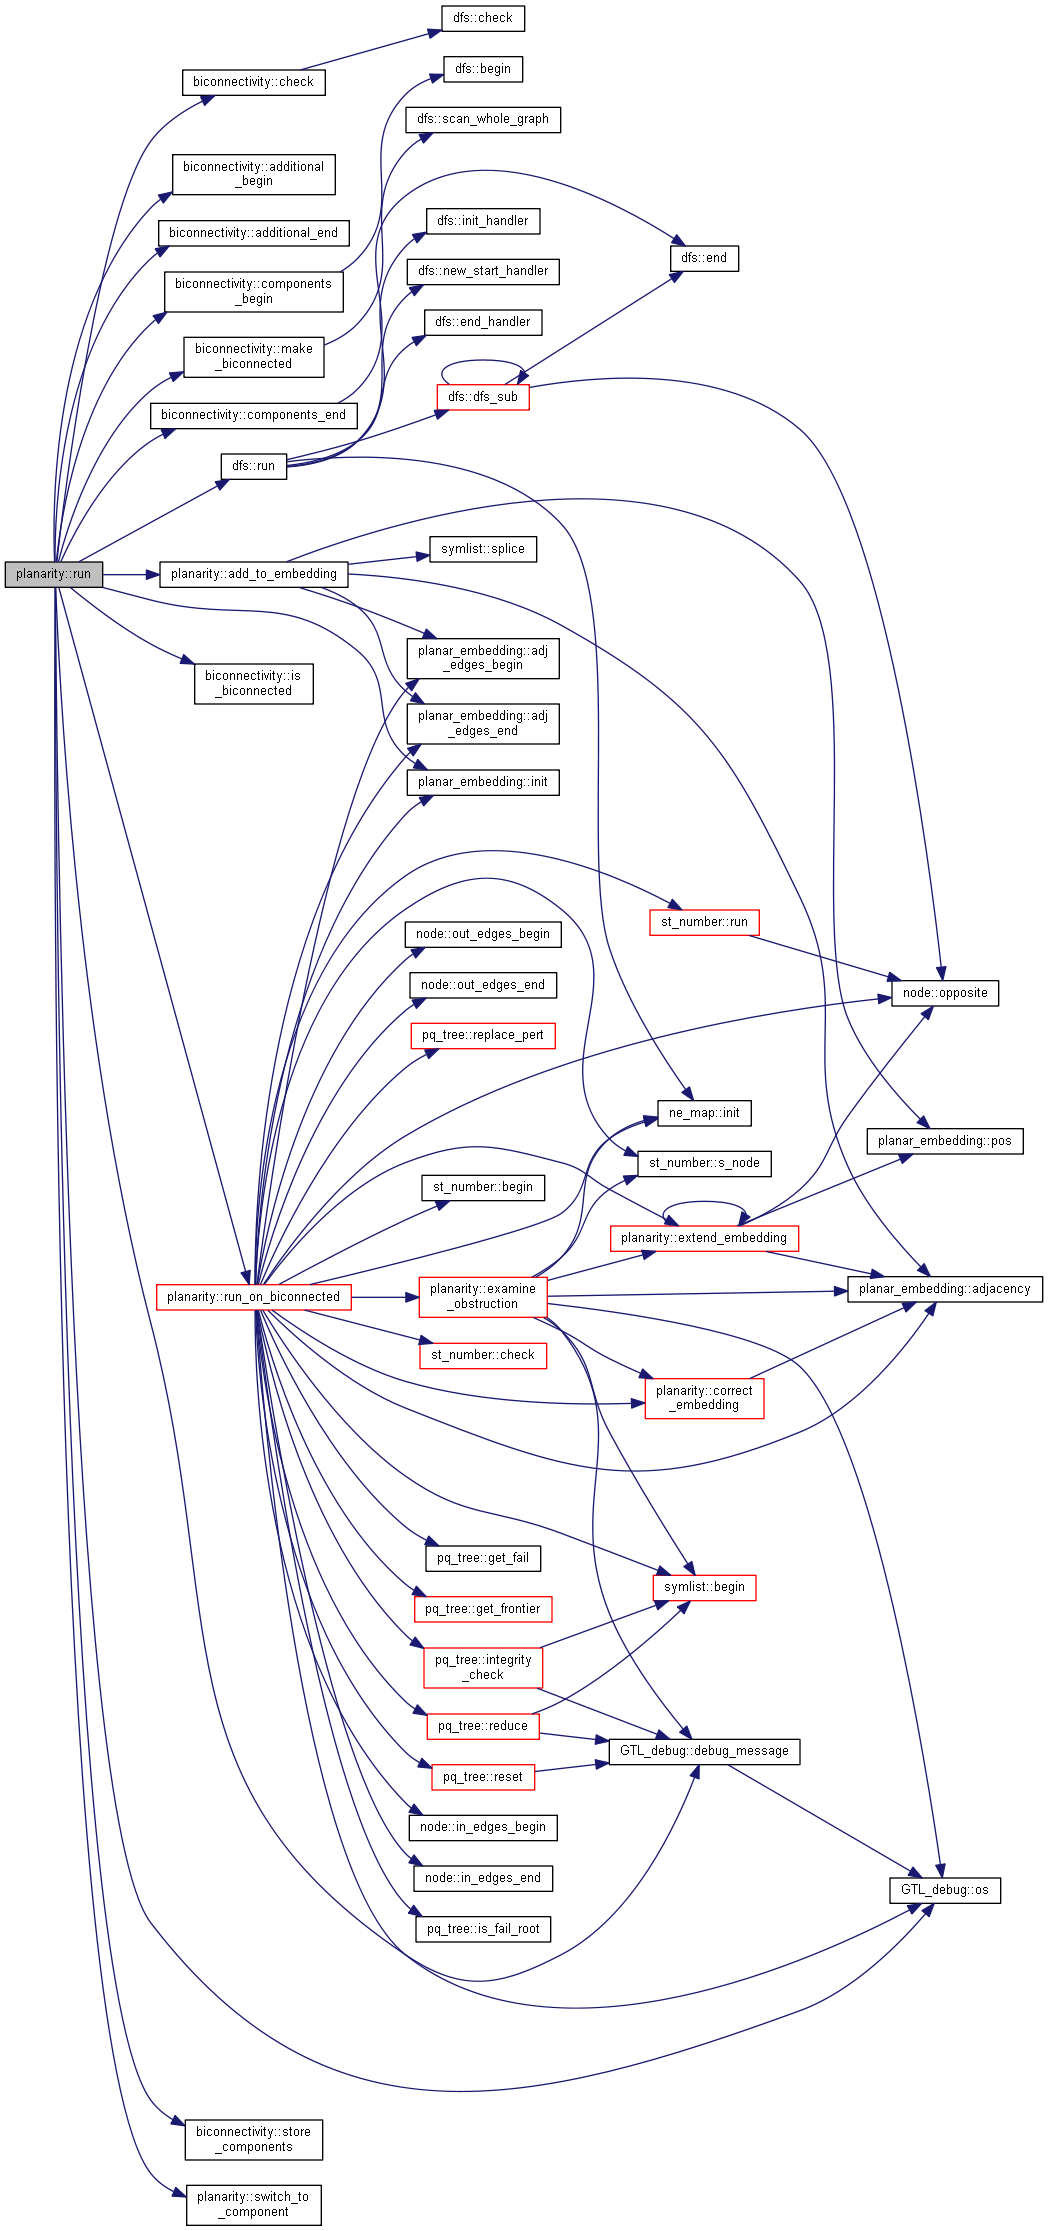 dfs::check
biconnectivity::check
dfs::begin
dfs::scan_whole_graph
biconnectivity::additional
_begin
biconnectivity::additional_end
dfs::init_handler
dfs::end
dfs::new_start_handler
biconnectivity::components
_begin
dfs::end_handler
biconnectivity::make
_biconnected
dfs::dfs_sub
biconnectivity::components_end
dfs::run
symlist::splice
planarity::run
planarity::add_to_embedding
planar_embedding::adj
_edges_begin
biconnectivity::is
_biconnected
planar_embedding::adj
_edges_end
planar_embedding::init
st_number::run
node::out_edges_begin
node::out_edges_end
node::opposite
pq_tree::replace_pert
ne_map::init
planar_embedding::pos
st_number::s_node
st_number::begin
planarity::extend_embedding
planarity::run_on_biconnected
planarity::examine
_obstruction
planar_embedding::adjacency
st_number::check
planarity::correct
_embedding
pq_tree::get_fail
symlist::begin
pq_tree::get_frontier
pq_tree::integrity
_check
pq_tree::reduce
GTL_debug::debug_message
pq_tree::reset
node::in_edges_begin
node::in_edges_end
GTL_debug::os
pq_tree::is_fail_root
biconnectivity::store
_components
planarity::switch_to
_component